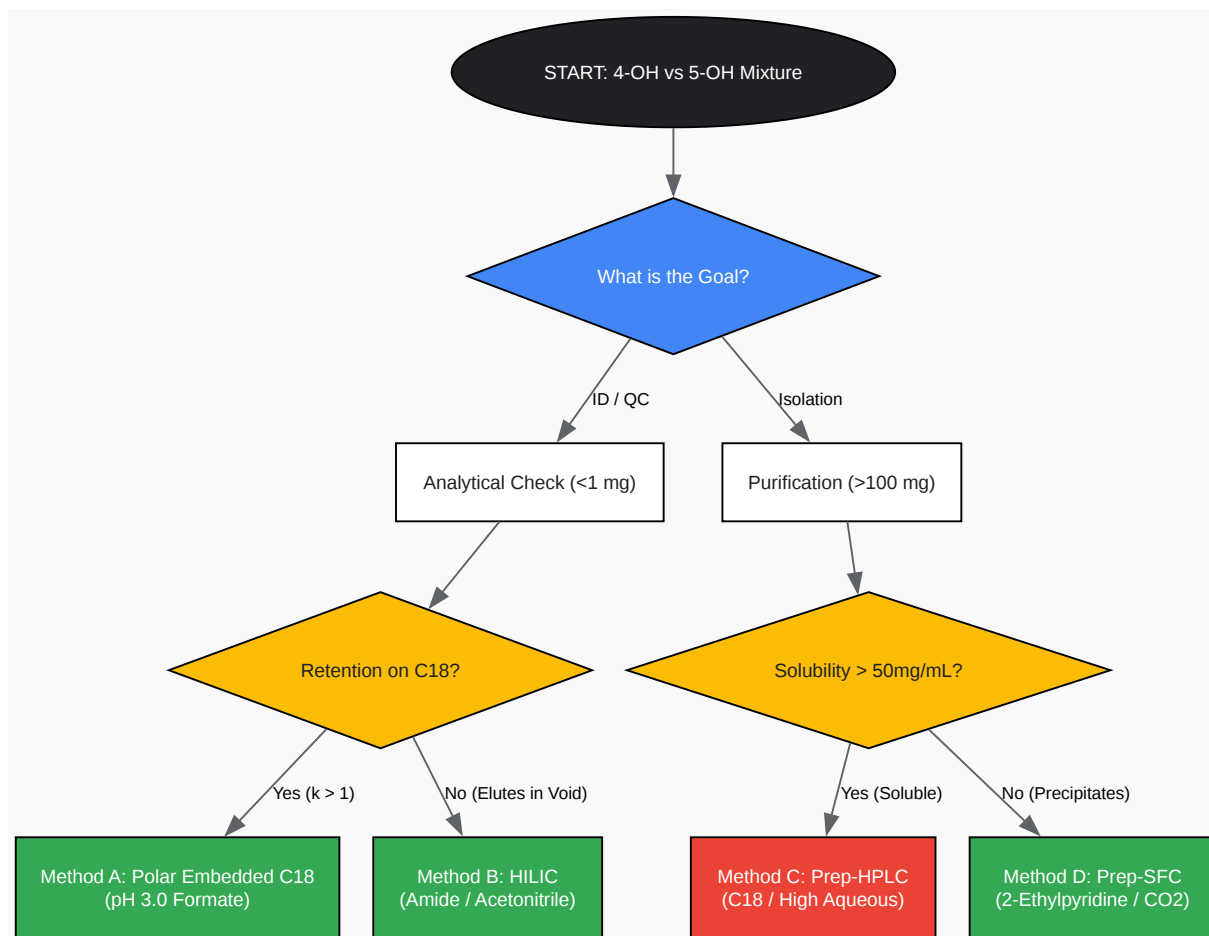 START: 4-OH vs 5-OH Mixture
What is the Goal?
ID / QC
Isolation
Analytical Check (<1 mg)
Purification (>100 mg)
Retention on C18?
Solubility > 50mg/mL?
Yes (k > 1)
No (Elutes in Void)
Yes (Soluble)
No (Precipitates)
Method A: Polar Embedded C18
(pH 3.0 Formate)
Method B: HILIC
(Amide / Acetonitrile)
Method C: Prep-HPLC
(C18 / High Aqueous)
Method D: Prep-SFC
(2-Ethylpyridine / CO2)